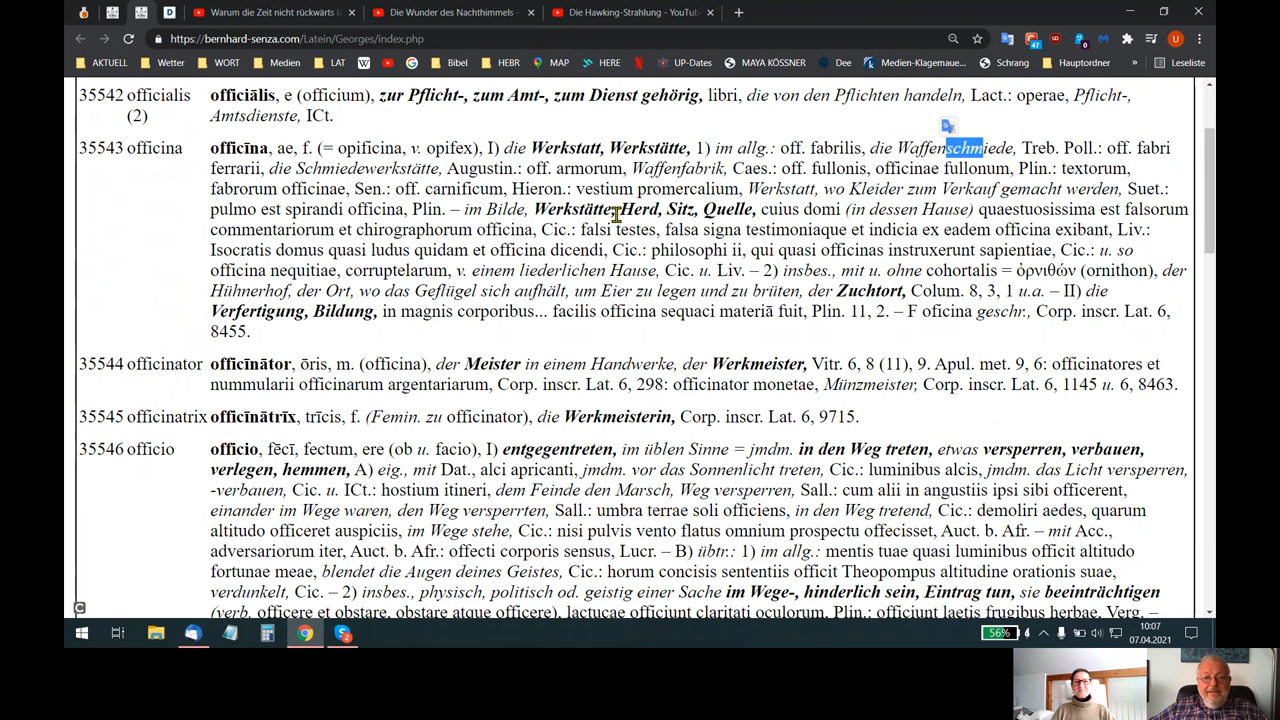 Warum die Zeit nicht rückwärts lä
Die Wunder des Nachthimmels -
Die Hawking-Strahlung - YouTub
https://bernhard-senza.com/Latein/Georges/index.php
AKTUELL Wetter WORT Medien LAT Bibel HEBR MAP HERE UP-Dates MAYA KÖSSNER Dee Medien-Klagemaue... Schrang Hauptordner Leseliste
35542 officialis officiālis, e (officium), zur Pflicht-, zum Amt-, zum Dienst gehörig, libri, die von den Pflichten handeln, Lact.: operae, Pflicht-,
(2) Amtsdienste, ICt.
35543 officina officīna, ae, f. (= opificina, v. opifex), I) die Werkstatt, Werkstätte, 1) im allg.: off. fabrilis, die Waffenschmiede, Treb. Poll.: off. fabri
ferrarii, die Schmiedewerkstätte, Augustin.: off. armorum, Waffenfabrik, Caes.: off. fullonis, officinae fullonum, Plin.: textorum,
fabrorum officinae, Sen.: off. carnificum, Hieron.: vestium promercalium, Werkstatt, wo Kleider zum Verkauf gemacht werden, Suet.:
pulmo est spirandi officina, Plin. – im Bilde, Werkstätte, Herd, Sitz, Quelle, cuius domi (in dessen Hause) quaestuosissima est falsorum
commentariorum et chirographorum officina, Cic.: falsi testes, falsa signa testimoniaque et indicia ex eadem officina exibant, Liv.:
Isocratis domus quasi ludus quidam et officina dicendi, Cic.: philosophi ii, qui quasi officinas instruxerunt sapientiae, Cic.: u. so
officina nequitiae, corruptelarum, v. einem liederlichen Hause, Cic. u. Liv. – 2) insbes., mit u. ohne cohortalis = ὀρνιθών (ornithon), der
Hühnerhof, der Ort, wo das Geflügel sich aufhält, um Eier zu legen und zu brüten, der Zuchtort, Colum. 8, 3, 1 u.a. – II) die
Verfertigung, Bildung, in magnis corporibus... facilis officina sequaci materiā fuit, Plin. 11, 2. – F oficina geschr., Corp. inscr. Lat. 6,
8455.
35544 officinator officīnātor, ōris, m. (officina), der Meister in einem Handwerke, der Werkmeister, Vitr. 6, 8 (11), 9. Apul. met. 9, 6: officinatores et
nummularii officinarum argentariarum, Corp. inscr. Lat. 6, 298: officinator monetae, Münzmeister, Corp. inscr. Lat. 6, 1145 u. 6, 8463.
35545 officinatrix officīnātrīx, trīcis, f. (Femin. zu officinator), die Werkmeisterin, Corp. inscr. Lat. 6, 9715.
35546 officio officio, fēcī, fectum, ere (ob u. facio), I) entgegentreten, im üblen Sinne = jmdm. in den Weg treten, etwas versperren, verbauen,
verlegen, hemmen, A) eig., mit Dat., alci apricanti, jmdm. vor das Sonnenlicht treten, Cic.: luminibus alcis, jmdm. das Licht versperren,
-verbauen, Cic. u. ICt.: hostium itineri, dem Feinde den Marsch, Weg versperren, Sall.: cum alii in angustiis ipsi sibi officerent,
einander im Wege waren, den Weg versperrten, Sall.: umbra terrae soli officiens, in den Weg tretend, Cic.: demoliri aedes, quarum
altitudo officeret auspiciis, im Wege stehe, Cic.: nisi pulvis vento flatus omnium prospectu offecisset, Auct. b. Afr. – mit Acc.,
adversariorum iter, Auct. b. Afr.: offecti corporis sensus, Lucr. – B) übtr.: 1) im allg.: mentis tuae quasi luminibus officit altitudo
fortunae meae, blendet die Augen deines Geistes, Cic.: horum concisis sententiis officit Theopompus altitudine orationis suae,
verdunkelt, Cic. – 2) insbes., physisch, politisch od. geistig einer Sache im Wege-, hinderlich sein, Eintrag tun, sie beeinträchtigen
(verb. officere et obstare, obstare atque officere), lactucae officiunt claritati oculorum, Plin.: officiunt laetis frugibus herbae, Verg. –
56%
10:07
07.04.2021